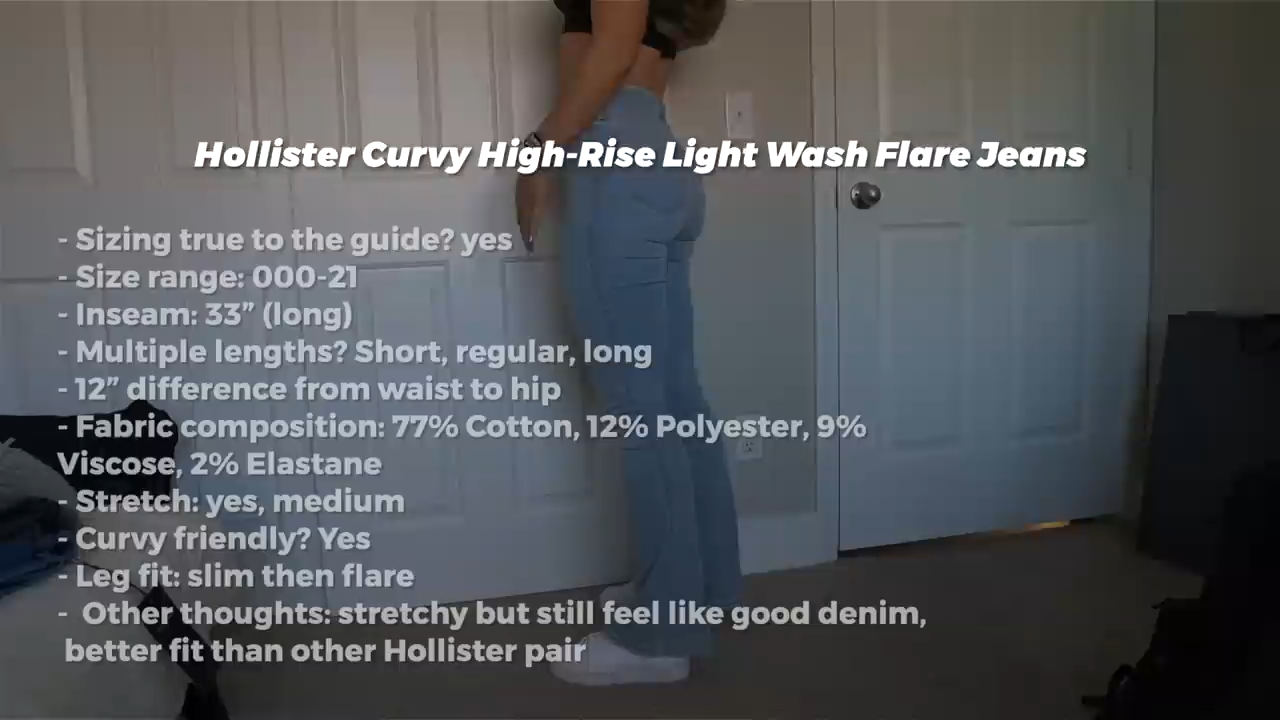 Hollister Curvy High-Rise Light Wash Flare Jeans
- Sizing true to the guide? yes
- Size range: 000-21
- Inseam: 33” (long)
- Multiple lengths? Short, regular, long
- 12” difference from waist to hip
- Fabric composition: 77% Cotton, 12% Polyester, 9%
Viscose, 2% Elastane
- Stretch: yes, medium
- Curvy friendly? Yes
- Leg fit: slim then flare
- Other thoughts: stretchy but still feel like good denim,
better fit than other Hollister pair